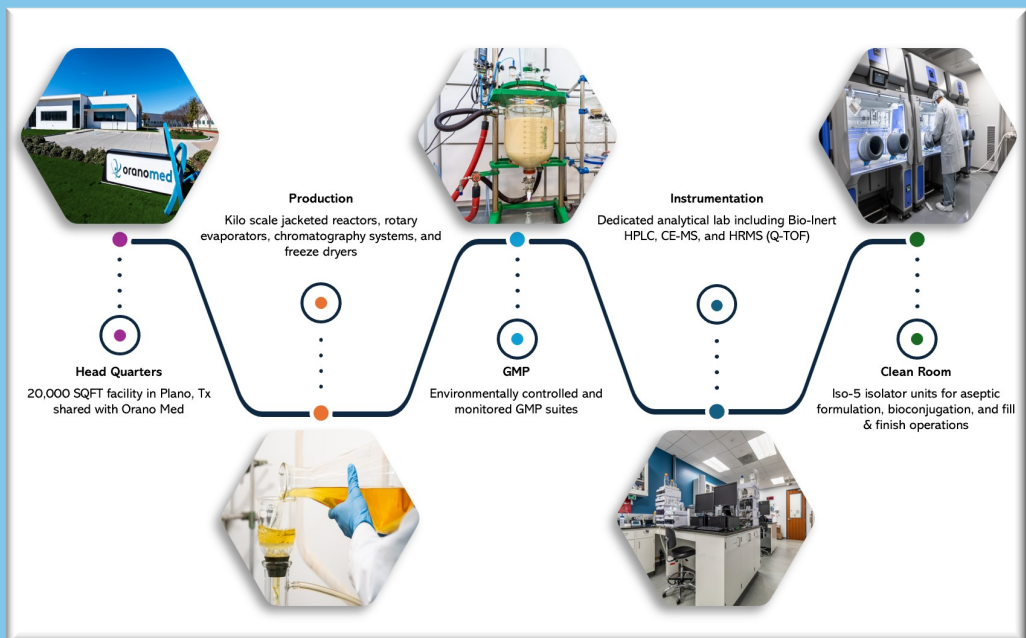 oranomed
Production
Kilo scale jacketed reactors, rotary
evaporators, chromatography systems, and
freeze dryers
Instrumentation
Dedicated analytical lab including Bio-Inert
HPLC, CE-MS, and HRMS (Q-TOF)
Head Quarters
20,000 SQFT facility in Plano, Tx
shared with Orano Med
GMP
Environmentally controlled and
monitored GMP suites
Clean Room
Iso-5 isolator units for aseptic
formulation, bioconjugation, and fill
& finish operations